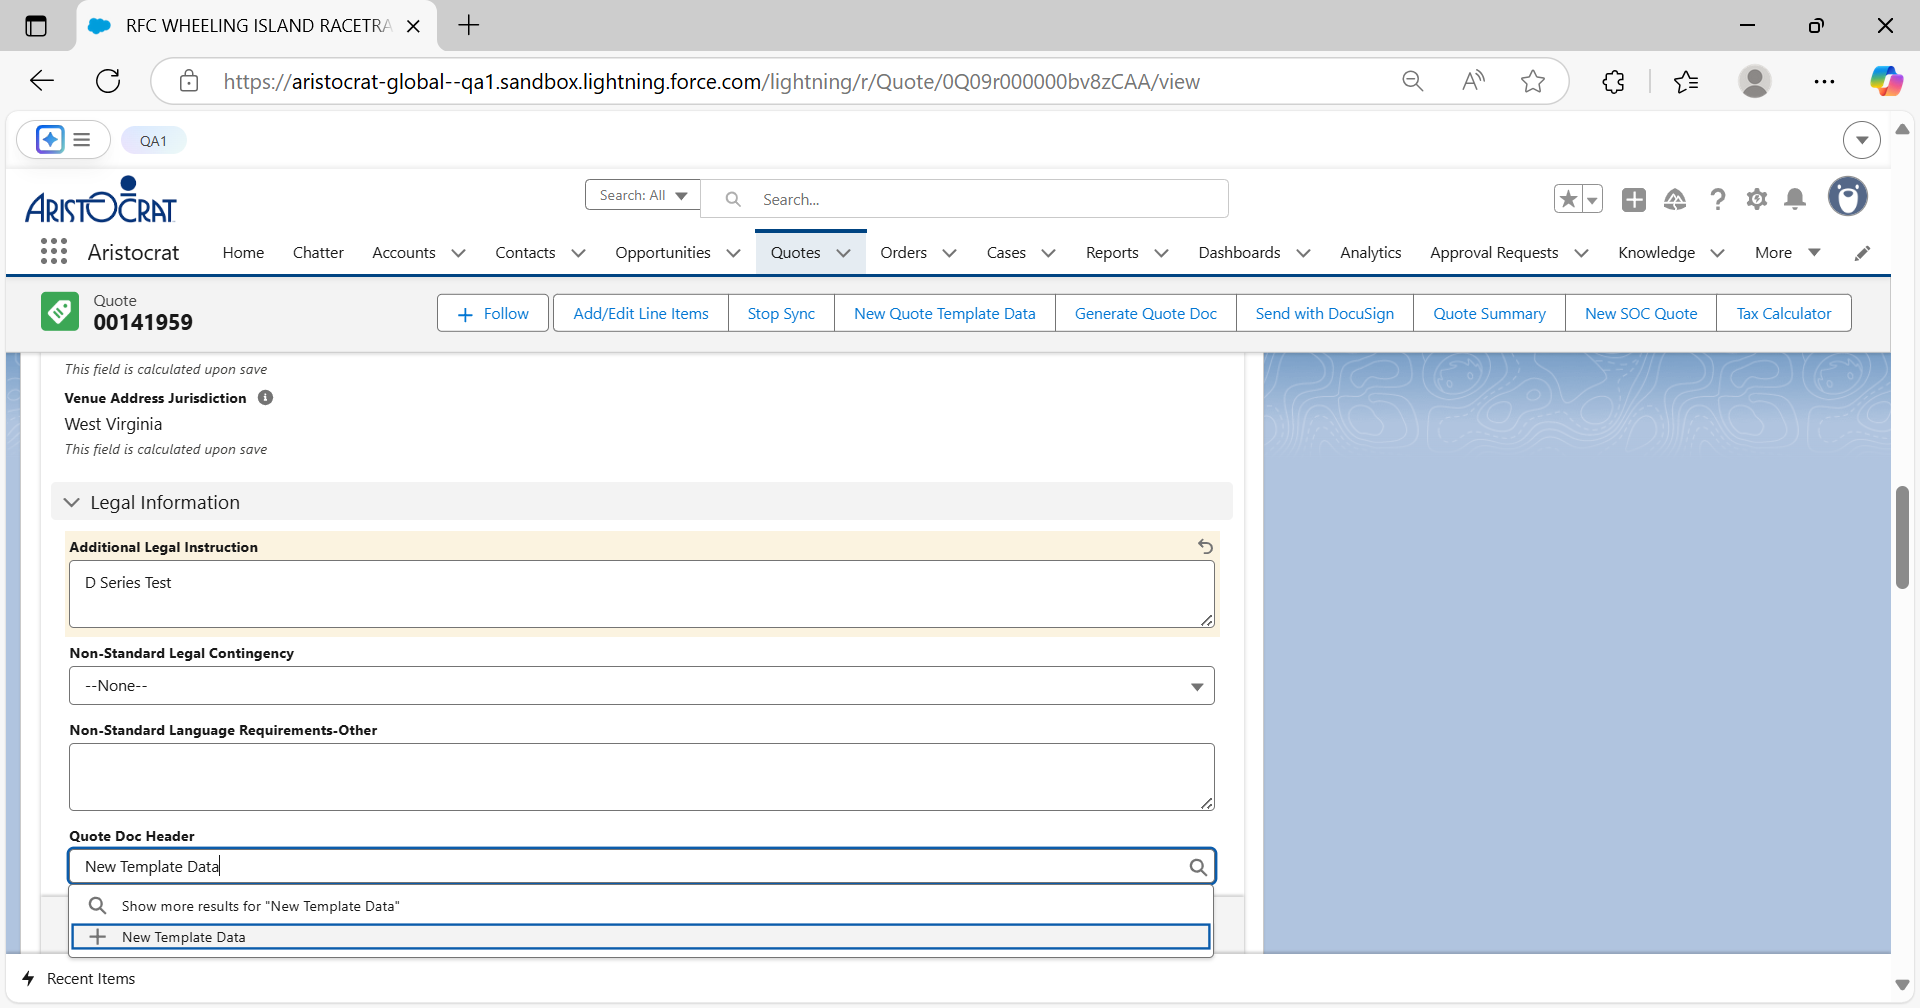 RFC WHEELING ISLAND RACETRA
https://aristocrat-global--qa1.sandbox.lightning.force.com/lightning/r/Quote/0Q09r000000bv8zCAA/view
QA1
ARISTOCRAT
Search: All
Search...
Aristocrat
Home
Chatter
Accounts
Contacts
Opportunities
Quotes
Orders
Cases
Reports
Dashboards
Analytics
Approval Requests
Knowledge
More
Quote
00141959
Follow
Add/Edit Line Items
Stop Sync
New Quote Template Data
Generate Quote Doc
Send with DocuSign
Quote Summary
New SOC Quote
Tax Calculator
This field is calculated upon save
Venue Address Jurisdiction
West Virginia
This field is calculated upon save
Legal Information
Additional Legal Instruction
D Series Test
Non-Standard Legal Contingency
--None--
Non-Standard Language Requirements-Other
Quote Doc Header
New Template Data
Show more results for "New Template Data"
New Template Data
Recent Items